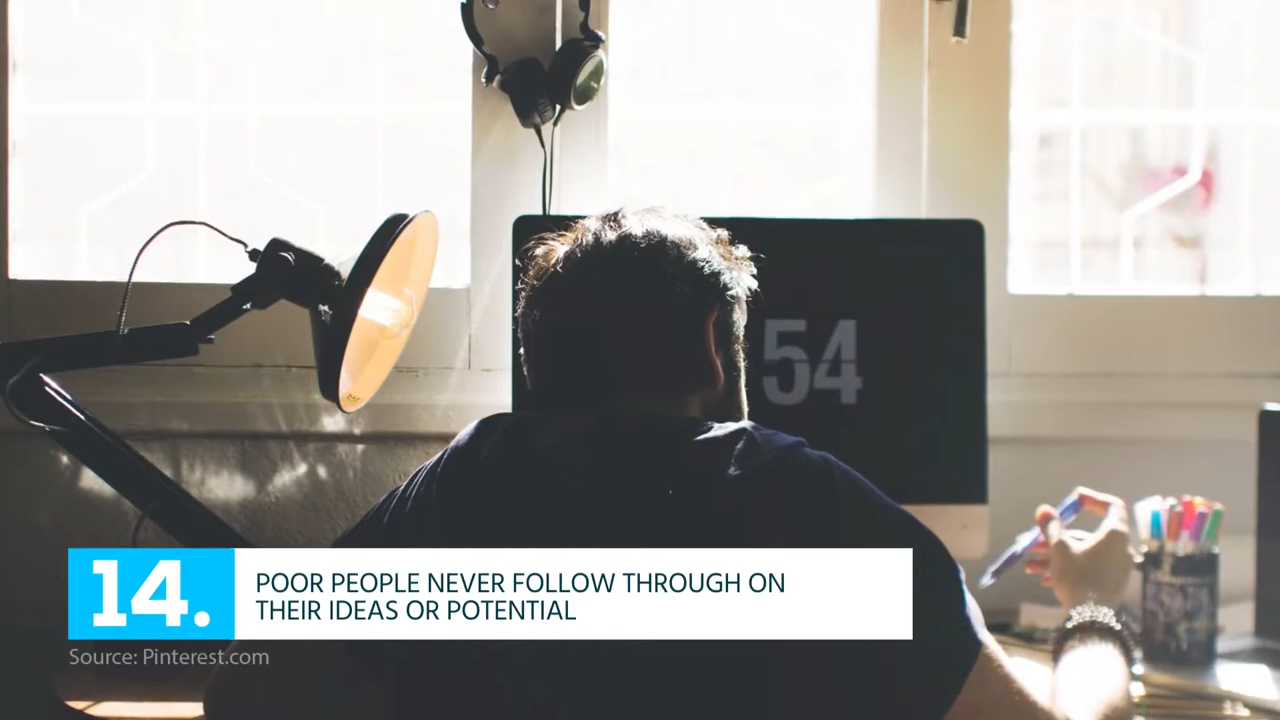 54
14.
POOR PEOPLE NEVER FOLLOW THROUGH ON
THEIR IDEAS OR POTENTIAL
Source: Pinterest.com